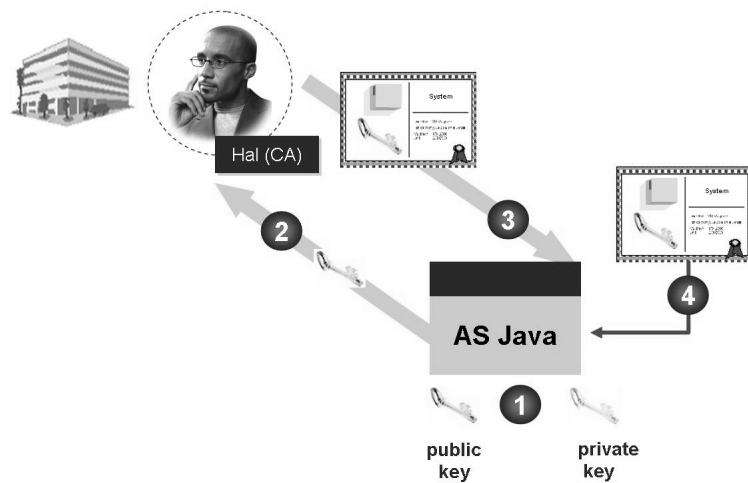 Hal (CA)
System
3
2
System
4
AS Java
1
public
key
private
key